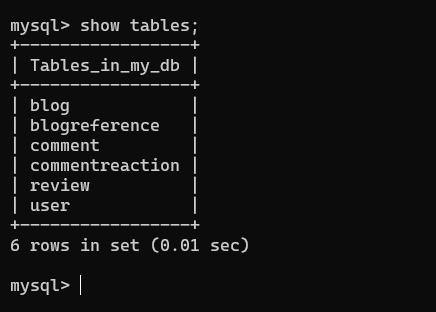 mysql> show tables;
+-----------------+
| Tables_in_my_db |
+-----------------+
| blog            |
| blogreference   |
| comment         |
| commentreaction |
| review          |
| user            |
+-----------------+
6 rows in set (0.01 sec)
mysql>